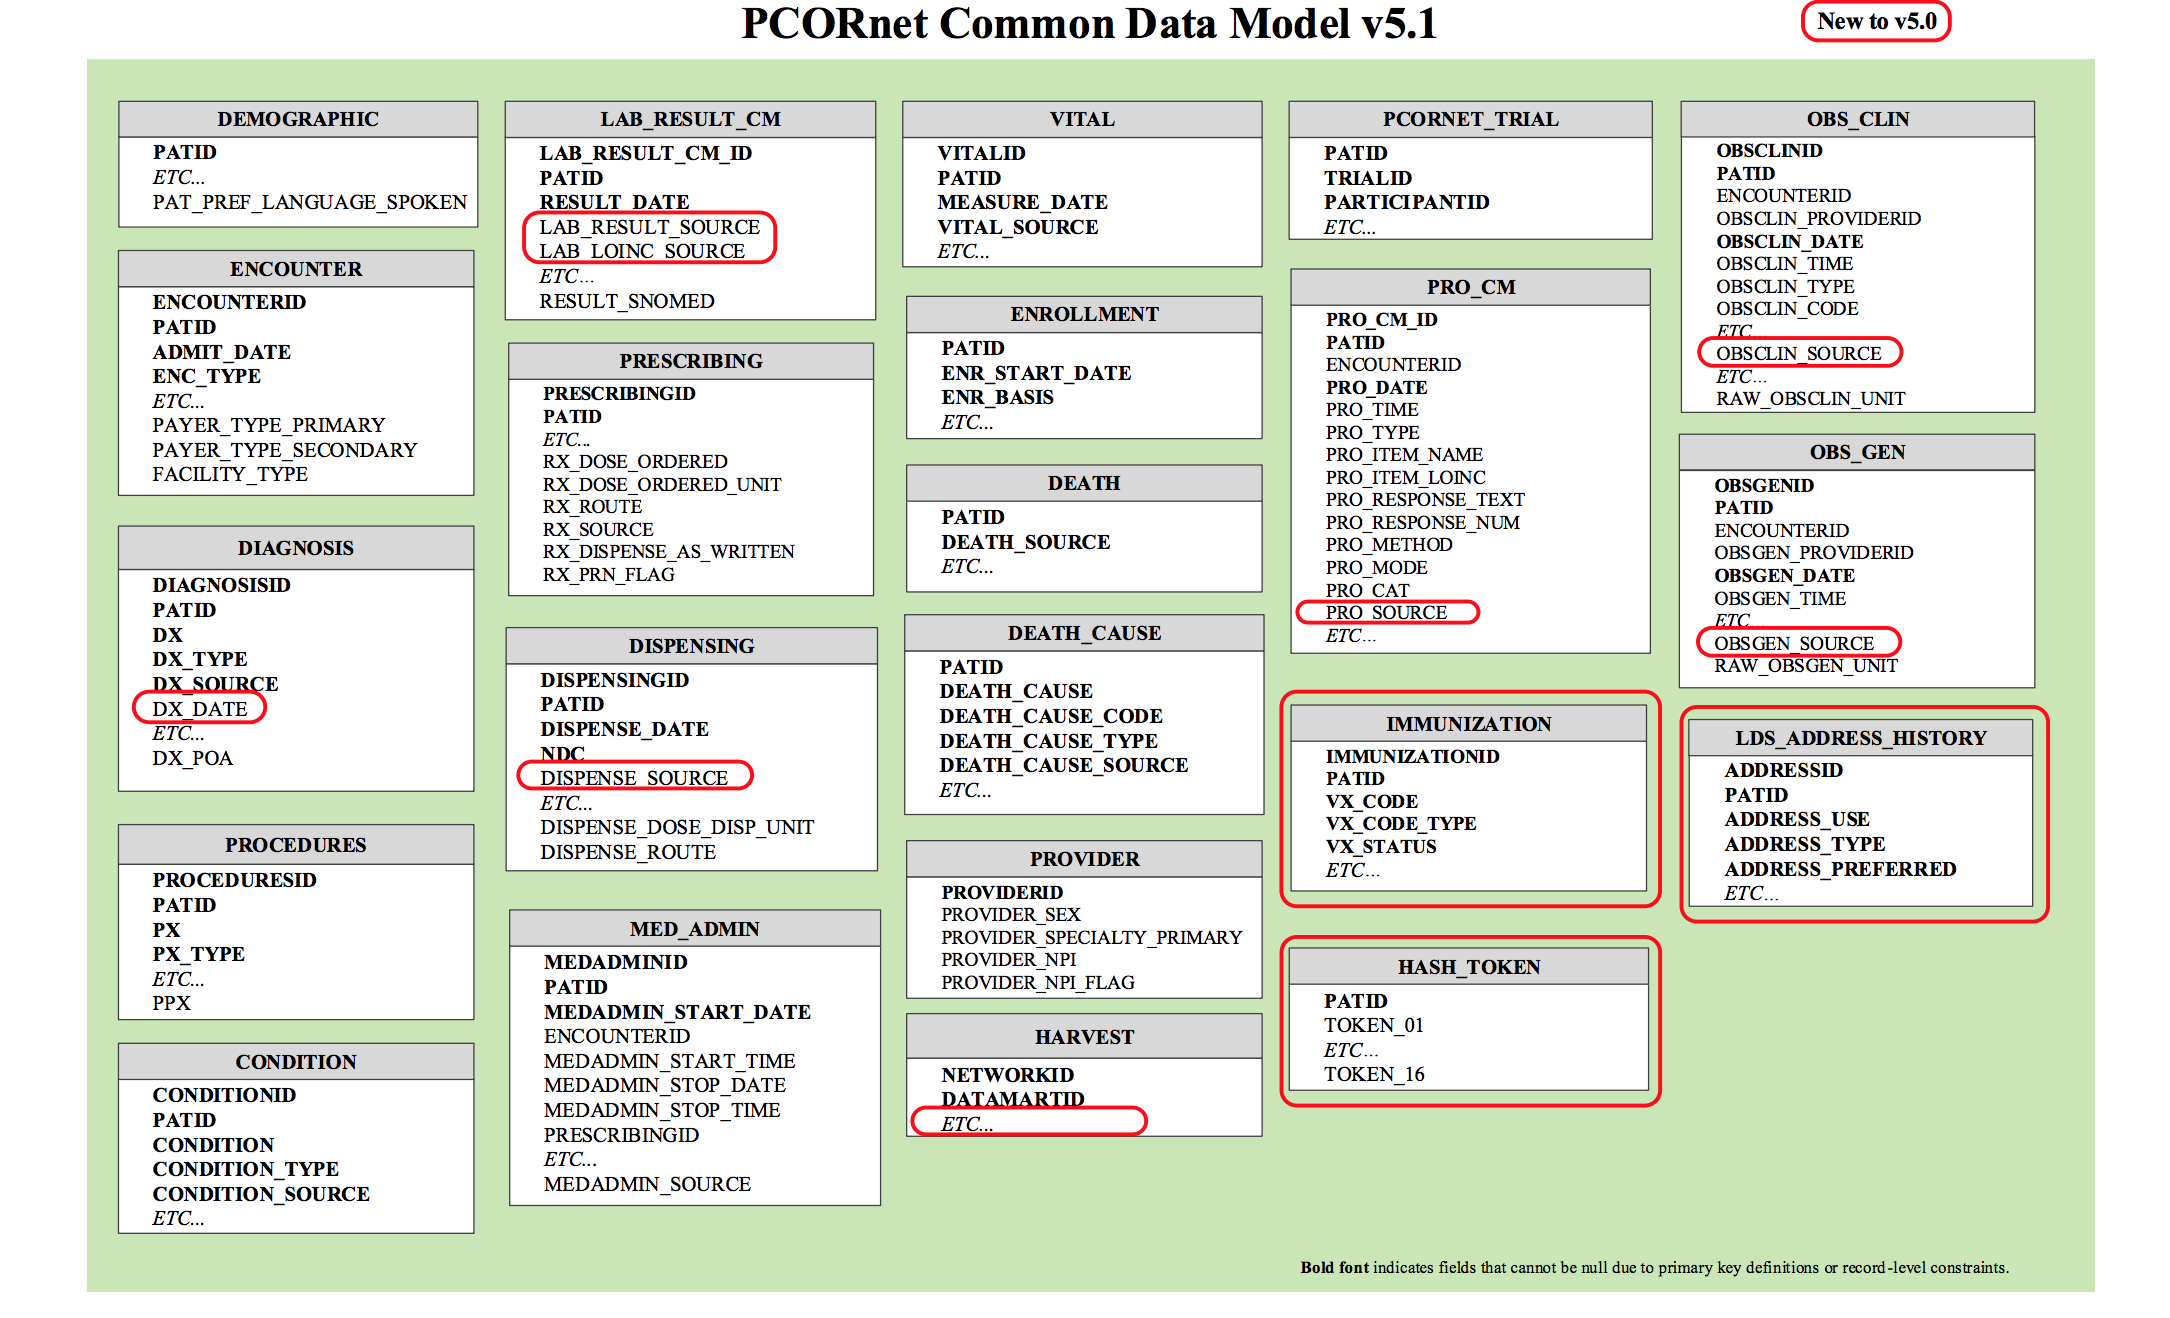 PCORnet Common Data Model v5.1
New to v5.0
DEMOGRAPHIC
PATID
ETC...
PAT_PREF_LANGUAGE_SPOKEN
ENCOUNTER
ENCOUNTERID
PATID
ADMIT_DATE
ENC_TYPE
ETC...
PAYER_TYPE_PRIMARY
PAYER_TYPE_SECONDARY
FACILITY_TYPE
DIAGNOSIS
DIAGNOSISID
PATID
DX
DX_TYPE
DX_SOURCE
DX_DATE
ETC...
DX_POA
PROCEDURES
PROCEDURESID
PATID
PX
PX_TYPE
ETC...
PPX
CONDITION
CONDITIONID
PATID
CONDITION
CONDITION_TYPE
CONDITION_SOURCE
ETC...
LAB_RESULT_CM
LAB_RESULT_CM_ID
PATID
RESULT_DATE
LAB_RESULT_SOURCE
LAB_LOINC_SOURCE
ETC...
RESULT_SNOMED
PRESCRIBING
PRESCRIBINGID
PATID
ETC...
RX_DOSE_ORDERED
RX_DOSE_ORDERED_UNIT
RX_ROUTE
RX_SOURCE
RX_DISPENSE_AS_WRITTEN
RX_PRN_FLAG
DISPENSING
DISPENSINGID
PATID
DISPENSE_DATE
NDC
DISPENSE_SOURCE
ETC...
DISPENSE_DOSE_DISP_UNIT
DISPENSE_ROUTE
MED_ADMIN
MEDADMINID
PATID
MEDADMIN_START_DATE
ENCOUNTERID
MEDADMIN_START_TIME
MEDADMIN_STOP_DATE
MEDADMIN_STOP_TIME
PRESCRIBINGID
ETC...
MEDADMIN_SOURCE
VITAL
VITALID
PATID
MEASURE_DATE
VITAL_SOURCE
ETC...
ENROLLMENT
PATID
ENR_START_DATE
ENR_BASIS
ETC...
DEATH
PATID
DEATH_SOURCE
ETC...
DEATH_CAUSE
PATID
DEATH_CAUSE
DEATH_CAUSE_CODE
DEATH_CAUSE_TYPE
DEATH_CAUSE_SOURCE
ETC...
PROVIDER
PROVIDERID
PROVIDER_SEX
PROVIDER_SPECIALTY_PRIMARY
PROVIDER_NPI
PROVIDER_NPI_FLAG
HARVEST
NETWORKID
DATAMARTID
ETC...
PCORNET_TRIAL
PATID
TRIALID
PARTICIPANTID
ETC...
PRO_CM
PRO_CM_ID
PATID
ENCOUNTERID
PRO_DATE
PRO_TIME
PRO_TYPE
PRO_ITEM_NAME
PRO_ITEM_LOINC
PRO_RESPONSE_TEXT
PRO_RESPONSE_NUM
PRO_METHOD
PRO_MODE
PRO_CAT
PRO_SOURCE
ETC...
IMMUNIZATION
IMMUNIZATIONID
PATID
VX_CODE
VX_CODE_TYPE
VX_STATUS
ETC...
HASH_TOKEN
PATID
TOKEN_01
ETC...
TOKEN_16
OBS_CLIN
OBSCLINID
PATID
ENCOUNTERID
OBSCLIN_PROVIDERID
OBSCLIN_DATE
OBSCLIN_TIME
OBSCLIN_TYPE
OBSCLIN_CODE
ETC...
OBSCLIN_SOURCE
ETC...
RAW_OBSCLIN_UNIT
OBS_GEN
OBSGENID
PATID
ENCOUNTERID
OBSGEN_PROVIDERID
OBSGEN_DATE
OBSGEN_TIME
ETC...
OBSGEN_SOURCE
RAW_OBSGEN_UNIT
LDS_ADDRESS_HISTORY
ADDRESSID
PATID
ADDRESS_USE
ADDRESS_TYPE
ADDRESS_PREFERRED
ETC...
Bold font indicates fields that cannot be null due to primary key definitions or record-level constraints.